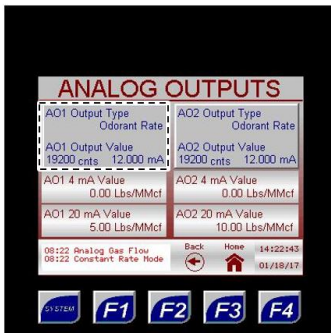 ANALOG OUTPUTS
AO1 Output Type
Odorant Rate
AO1 Output Value
19200 cnts 12.000 mA
AO2 Output Type
Odorant Rate
AO2 Output Value
19200 cnts 12.000 mA
AO1 4 mA Value
0.00 Lbs/MMcf
AO2 4 mA Value
0.00 Lbs/MMcf
AO1 20 mA Value
5.00 Lbs/MMcf
AO2 20 mA Value
10.00 Lbs/MMcf
08:22 Analog Gas Flow
08:22 Constant Rate Mode
Back
Home
14:22:43
01/18/17
SYSTEM F1 F2 F3 F4